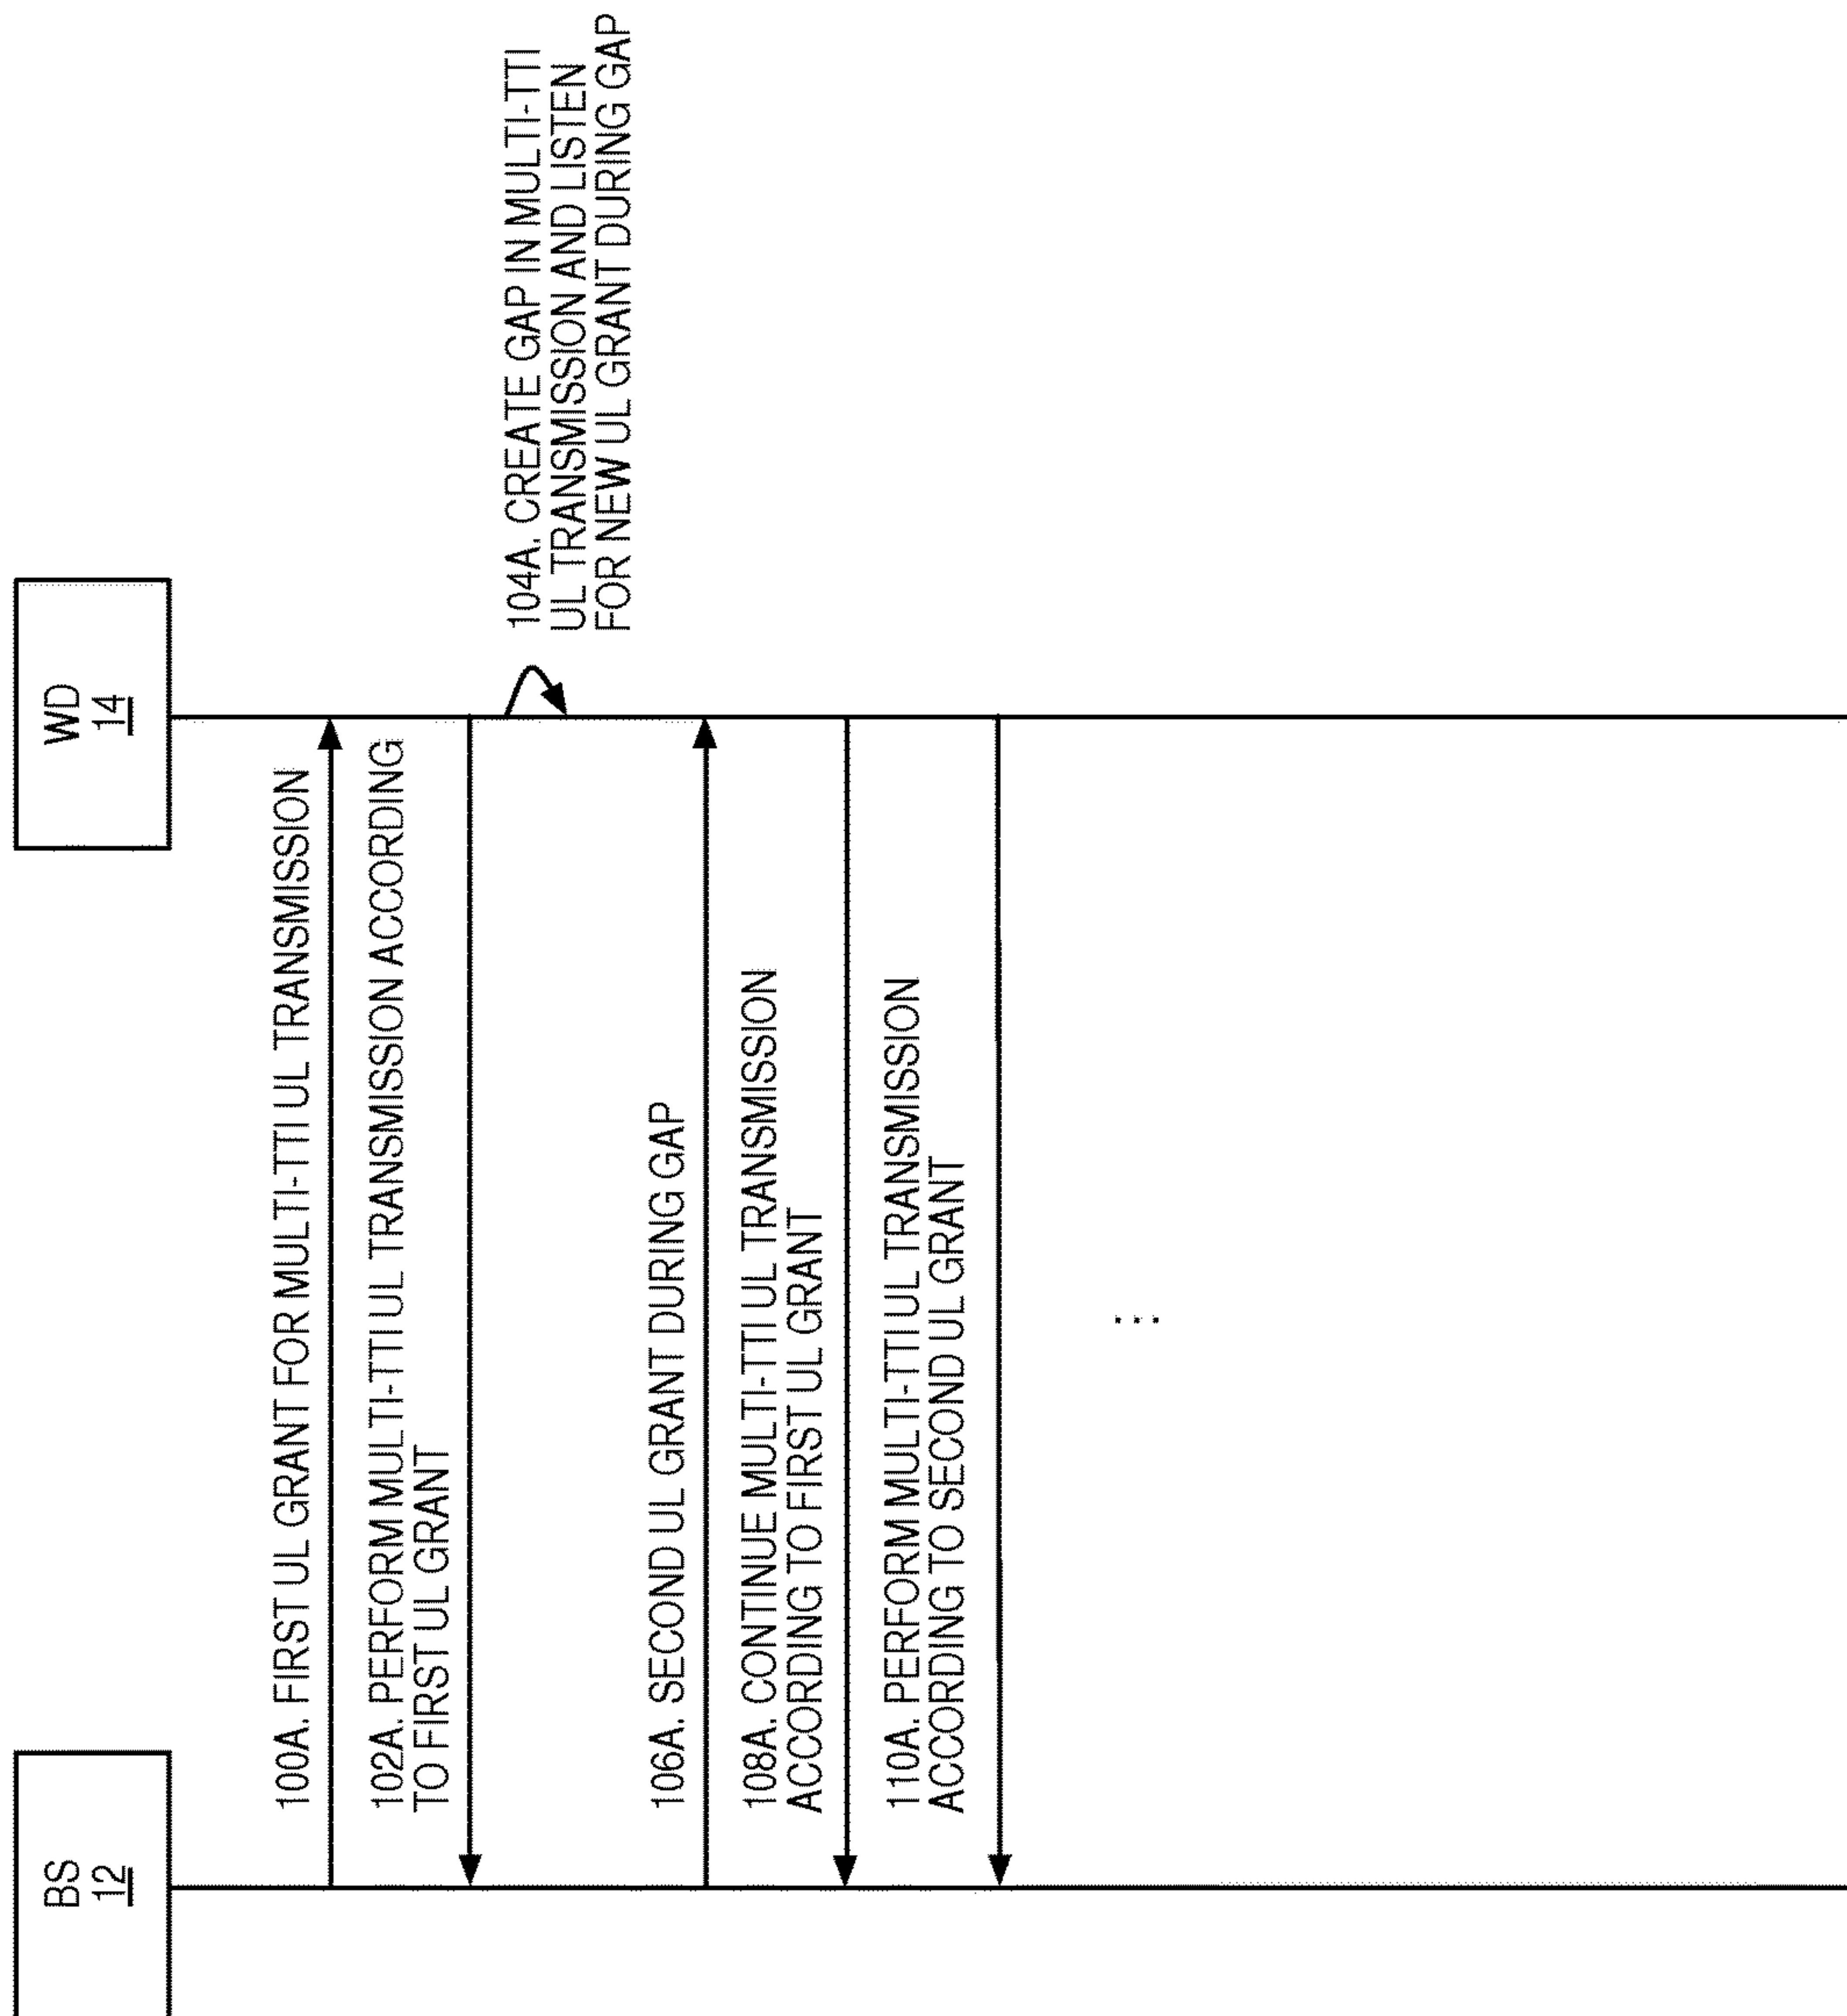 BS
12
WD
14
100A. FIRST UL GRANT FOR MULTI-TTI UL TRANSMISSION
102A. PERFORM MULTI-TTI UL TRANSMISSION ACCORDING
TO FIRST UL GRANT
104A. CREATE GAP IN MULTI-TTI
UL TRANSMISSION AND LISTEN
FOR NEW UL GRANT DURING GAP
106A. SECOND UL GRANT DURING GAP
108A. CONTINUE MULTI-TTI UL TRANSMISSION
ACCORDING TO FIRST UL GRANT
110A. PERFORM MULTI-TTI UL TRANSMISSION
ACCORDING TO SECOND UL GRANT
...